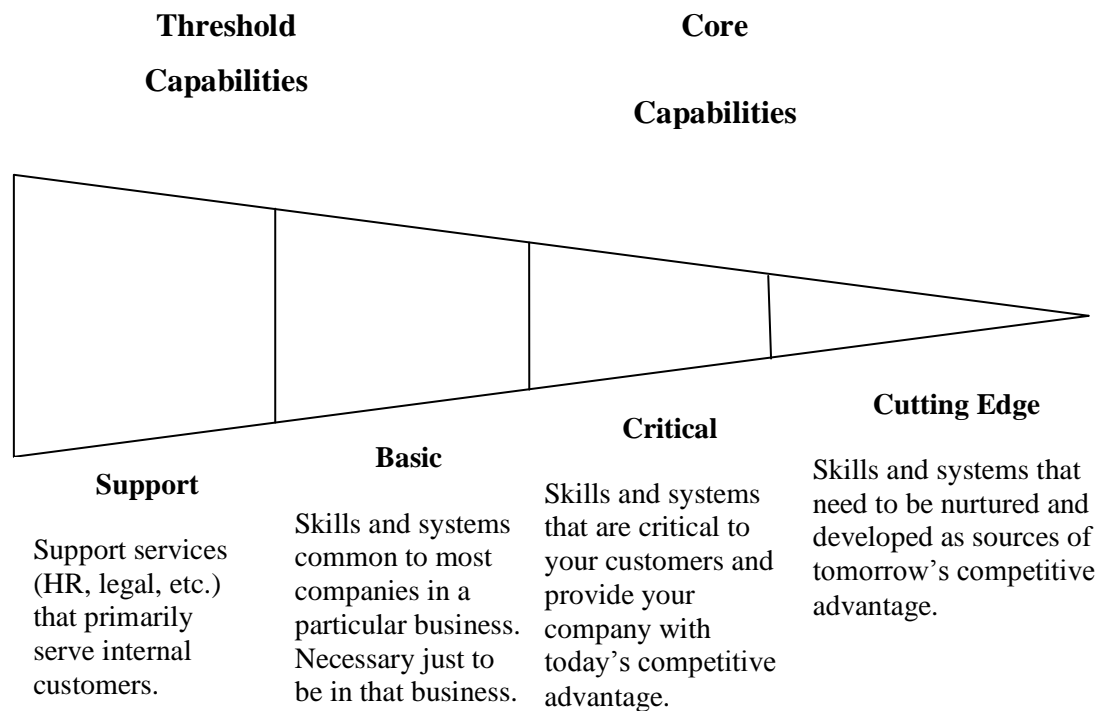 Threshold
Capabilities
Core
Capabilities
Support
Support services
(HR, legal, etc.)
that primarily
serve internal
customers.
Basic
Skills and systems
common to most
companies in a
particular business.
Necessary just to
be in that business.
Critical
Skills and systems
that are critical to
your customers and
provide your
company with
today’s competitive
advantage.
Cutting Edge
Skills and systems that
need to be nurtured and
developed as sources of
tomorrow’s competitive
advantage.